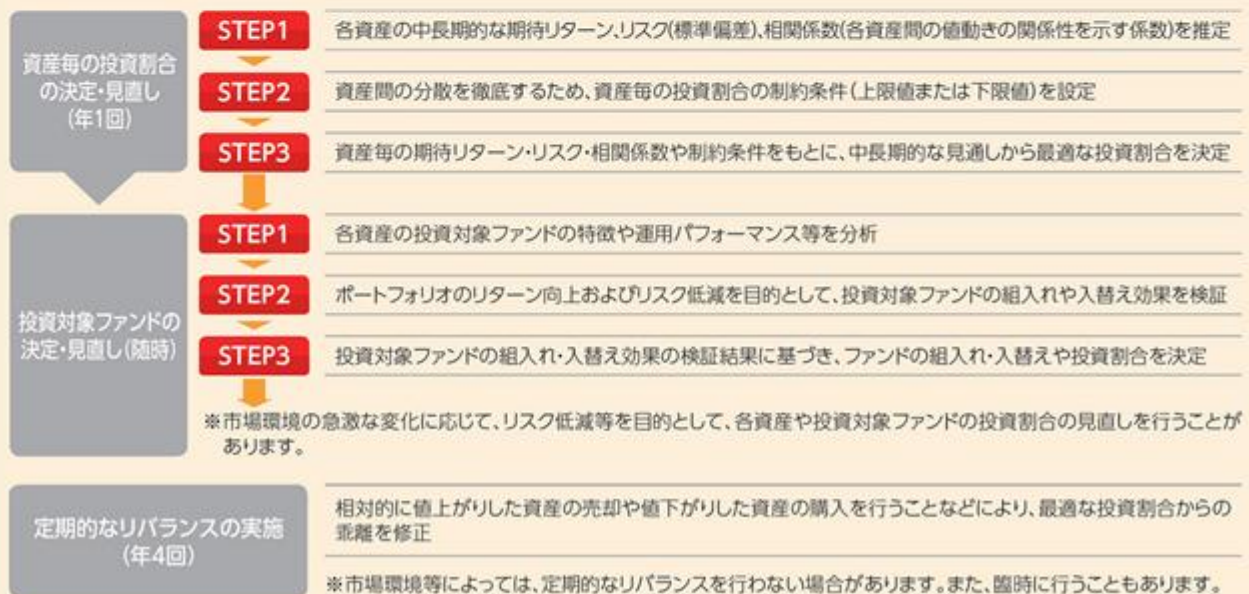 資産毎の投資割合
の決定・見直し
(年1回)
STEP1
各資産の中長期的な期待リターン、リスク(標準偏差)、相関係数(各資産間の値動きの関係性を示す係数)を推定
STEP2
資産間の分散を徹底するため、資産毎の投資割合の制約条件(上限値または下限値)を設定
STEP3
資産毎の期待リターン・リスク・相関係数や制約条件をもとに、中長期的な見通しから最適な投資割合を決定
投資対象ファンドの
決定・見直し(随時)
STEP1
各資産の投資対象ファンドの特徴や運用パフォーマンス等を分析
STEP2
ポートフォリオのリターン向上およびリスク低減を目的として、投資対象ファンドの組入れや入替え効果を検証
STEP3
投資対象ファンドの組入れ・入替え効果の検証結果に基づき、ファンドの組入れ・入替えや投資割合を決定
※市場環境の急激な変化に応じて、リスク低減等を目的として、各資産や投資対象ファンドの投資割合の見直しを行うことが
あります。
定期的なリバランスの実施
(年4回)
相対的に値上がりした資産の売却や値下がりした資産の購入を行うことなどにより、最適な投資割合からの
乖離を修正
※市場環境等によっては、定期的なリバランスを行わない場合があります。また、臨時に行うこともあります。